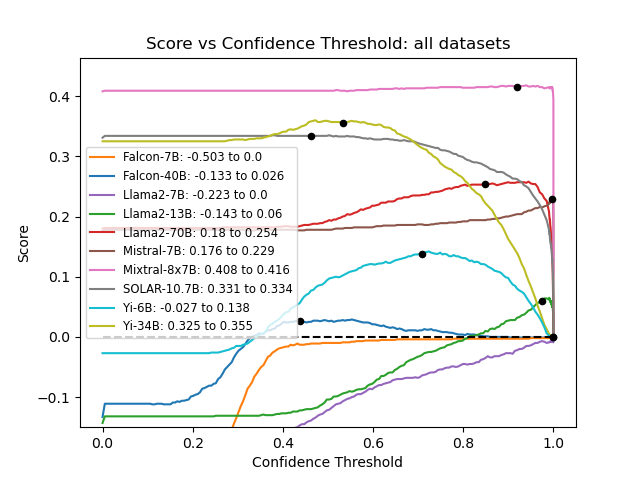 Score vs Confidence Threshold: all datasets
0.4
0.3
0.2
0.1
0.0
−0.1
Score
Falcon-7B: -0.503 to 0.0
Falcon-40B: -0.133 to 0.026
Llama2-7B: -0.223 to 0.0
Llama2-13B: -0.143 to 0.06
Llama2-70B: 0.18 to 0.254
Mistral-7B: 0.176 to 0.229
Mixtral-8x7B: 0.408 to 0.416
SOLAR-10.7B: 0.331 to 0.334
Yi-6B: -0.027 to 0.138
Yi-34B: 0.325 to 0.355
0.0 0.2 0.4 0.6 0.8 1.0
Confidence Threshold